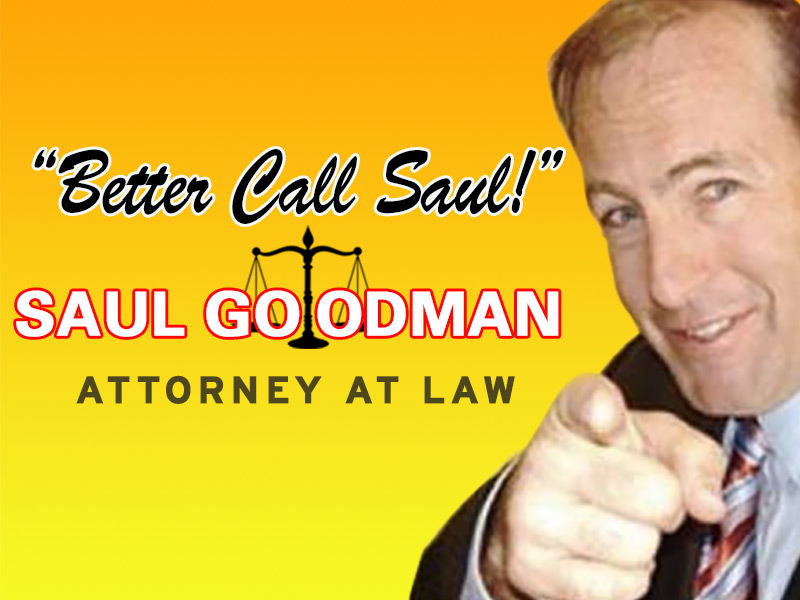 “Better Call Saul!”
SAUL GOODMAN
ATTORNEY AT LAW